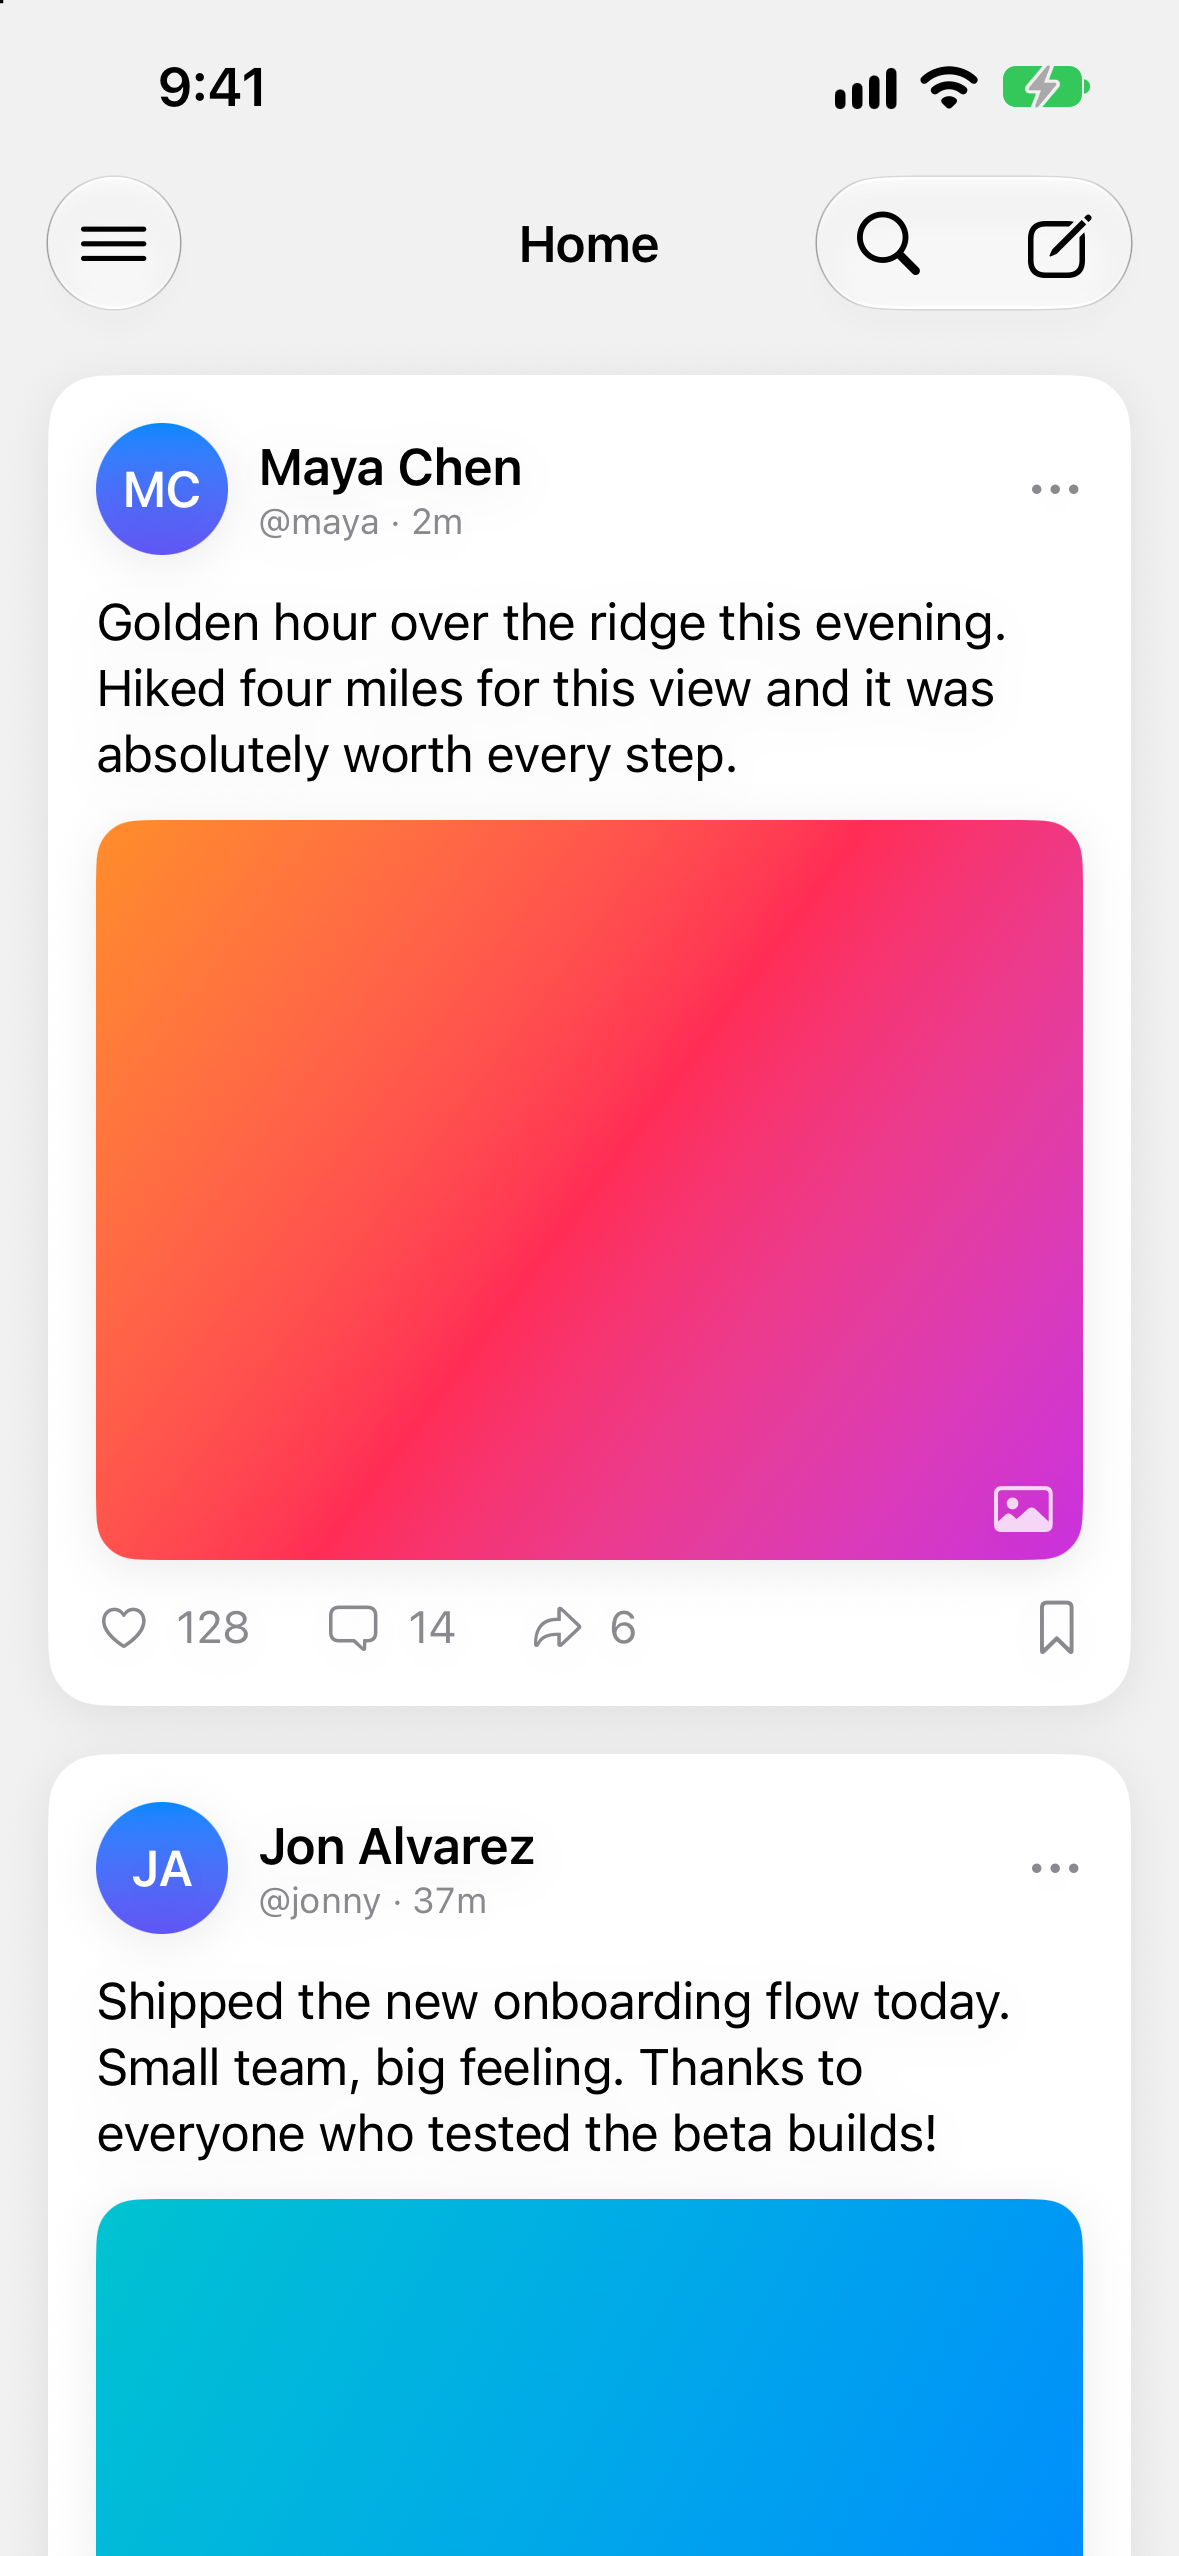 9:41
Home
MC
Maya Chen
@maya · 2m
Golden hour over the ridge this evening.
Hiked four miles for this view and it was
absolutely worth every step.
128
14
6
JA
Jon Alvarez
@jonny · 37m
Shipped the new onboarding flow today.
Small team, big feeling. Thanks to
everyone who tested the beta builds!